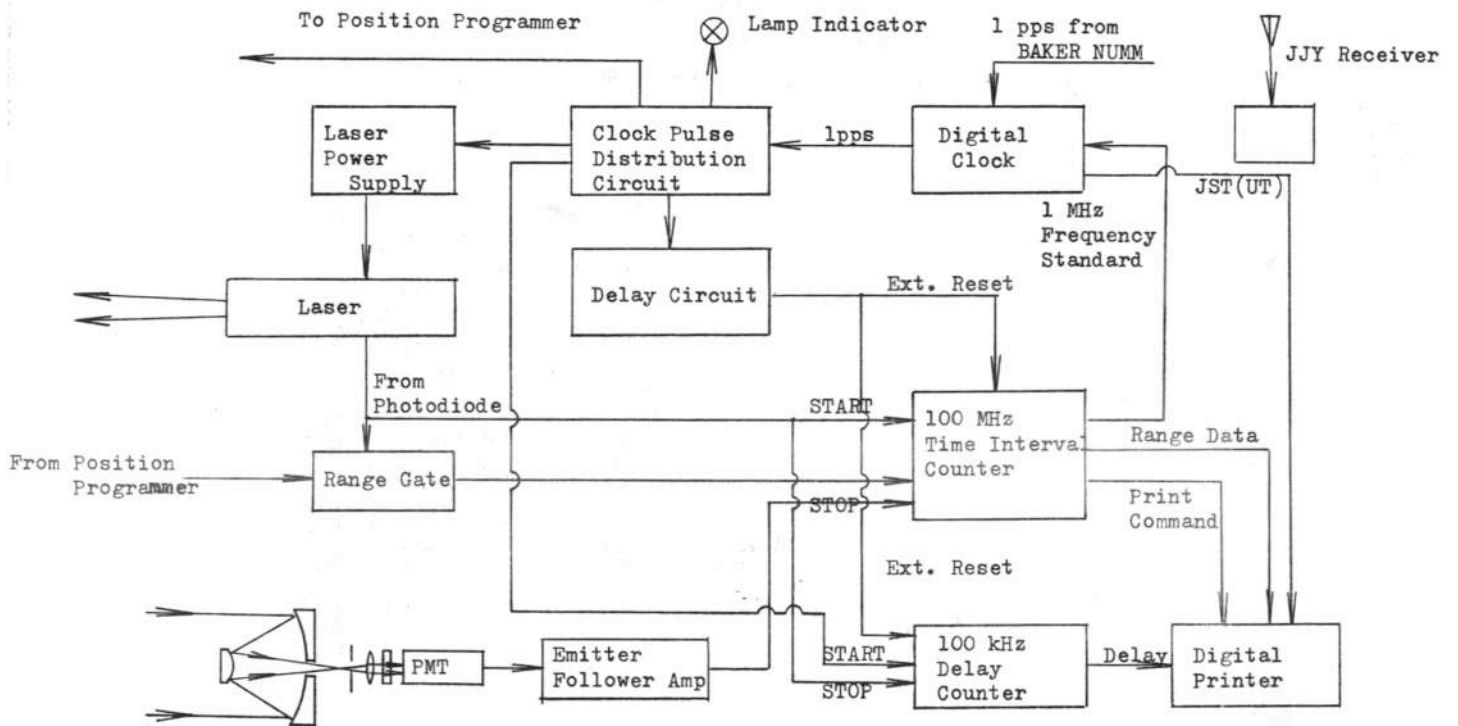 To Position Programmer
Lamp Indicator
1 pps from
BAKER NUMM
JJY Receiver
Laser
Power
Supply
Clock Pulse
Distribution
Circuit
1pps
Digital
Clock
JST(UT)
1 MHz
Frequency
Standard
Laser
Delay Circuit
Ext. Reset
From
Photodiode
START
100 MHz
Time Interval
Counter
Range Data
From Position
Programmer
Range Gate
STOP
Print
Command
Ext. Reset
PMT
Emitter
Follower Amp
START
STOP
100 kHz
Delay
Counter
Delay
Digital
Printer